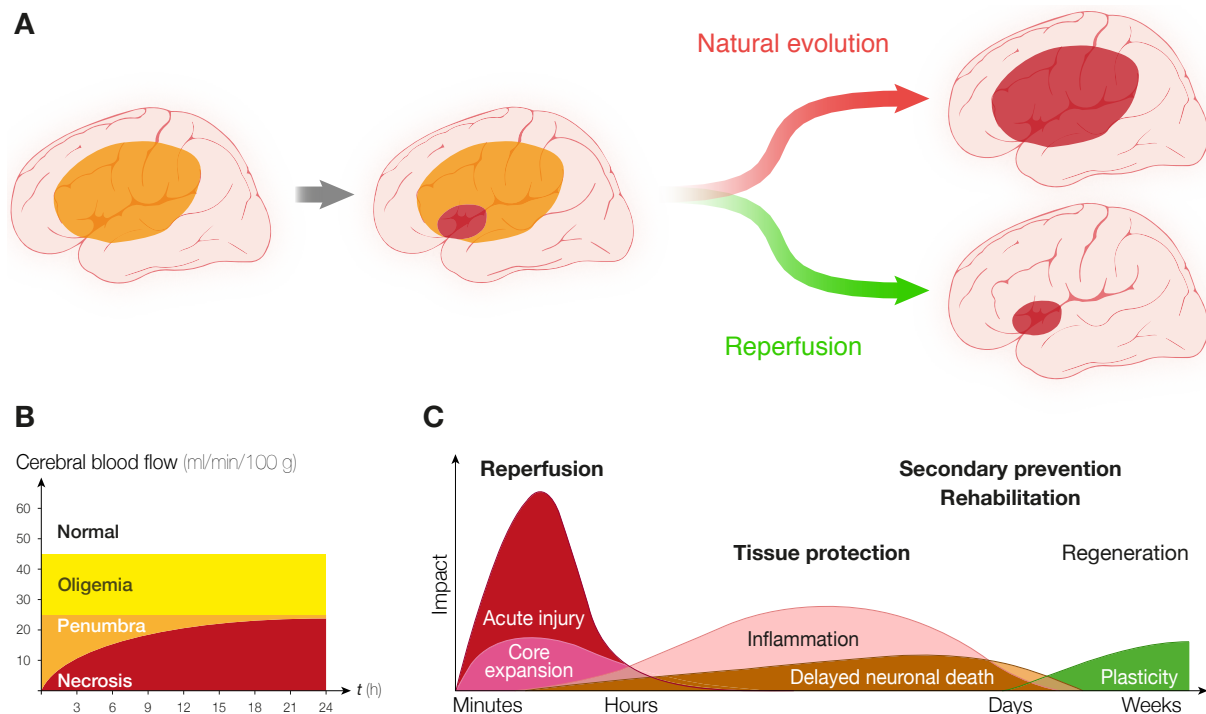 A
Natural evolution
Reperfusion
B
Cerebral blood flow (ml/min/100 g)
60
50
40
30
20
10
Normal
Oligemia
Penumbra
Necrosis
3 6 9 12 15 18 21 24
t (h)
C
Impact
Reperfusion
Secondary prevention
Rehabilitation
Tissue protection
Regeneration
Acute injury
Core
expansion
Inflammation
Delayed neuronal death
Plasticity
Minutes Hours Days Weeks